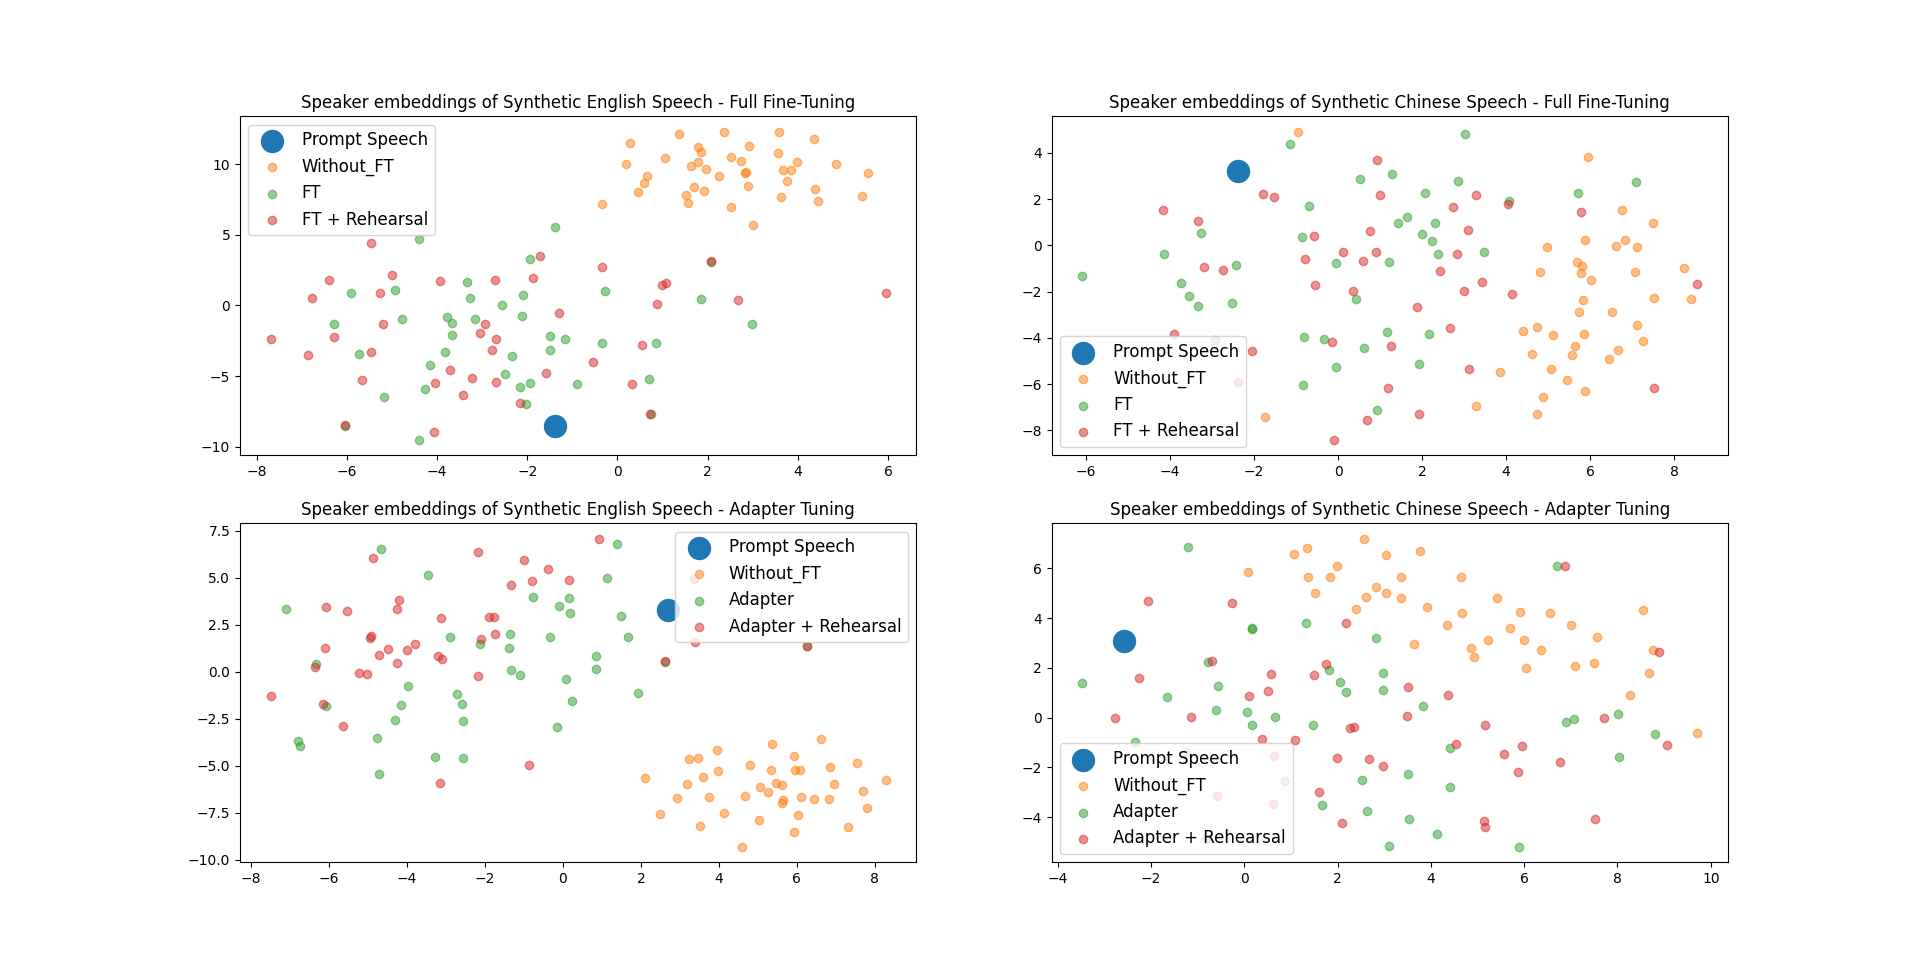 Speaker embeddings of Synthetic English Speech - Full Fine-Tuning
10
5
0
−5
−10
−8 −6 −4 −2 0 2 4 6
Prompt Speech
Without_FT
FT
FT + Rehearsal
Speaker embeddings of Synthetic Chinese Speech - Full Fine-Tuning
4
2
0
−2
−4
−6
−8
−6 −4 −2 0 2 4 6 8
Prompt Speech
Without_FT
FT
FT + Rehearsal
Speaker embeddings of Synthetic English Speech - Adapter Tuning
7.5
5.0
2.5
0.0
−2.5
−5.0
−7.5
−10.0
−8 −6 −4 −2 0 2 4 6 8
Prompt Speech
Without_FT
Adapter
Adapter + Rehearsal
Speaker embeddings of Synthetic Chinese Speech - Adapter Tuning
6
4
2
0
−2
−4
−4 −2 0 2 4 6 8 10
Prompt Speech
Without_FT
Adapter
Adapter + Rehearsal